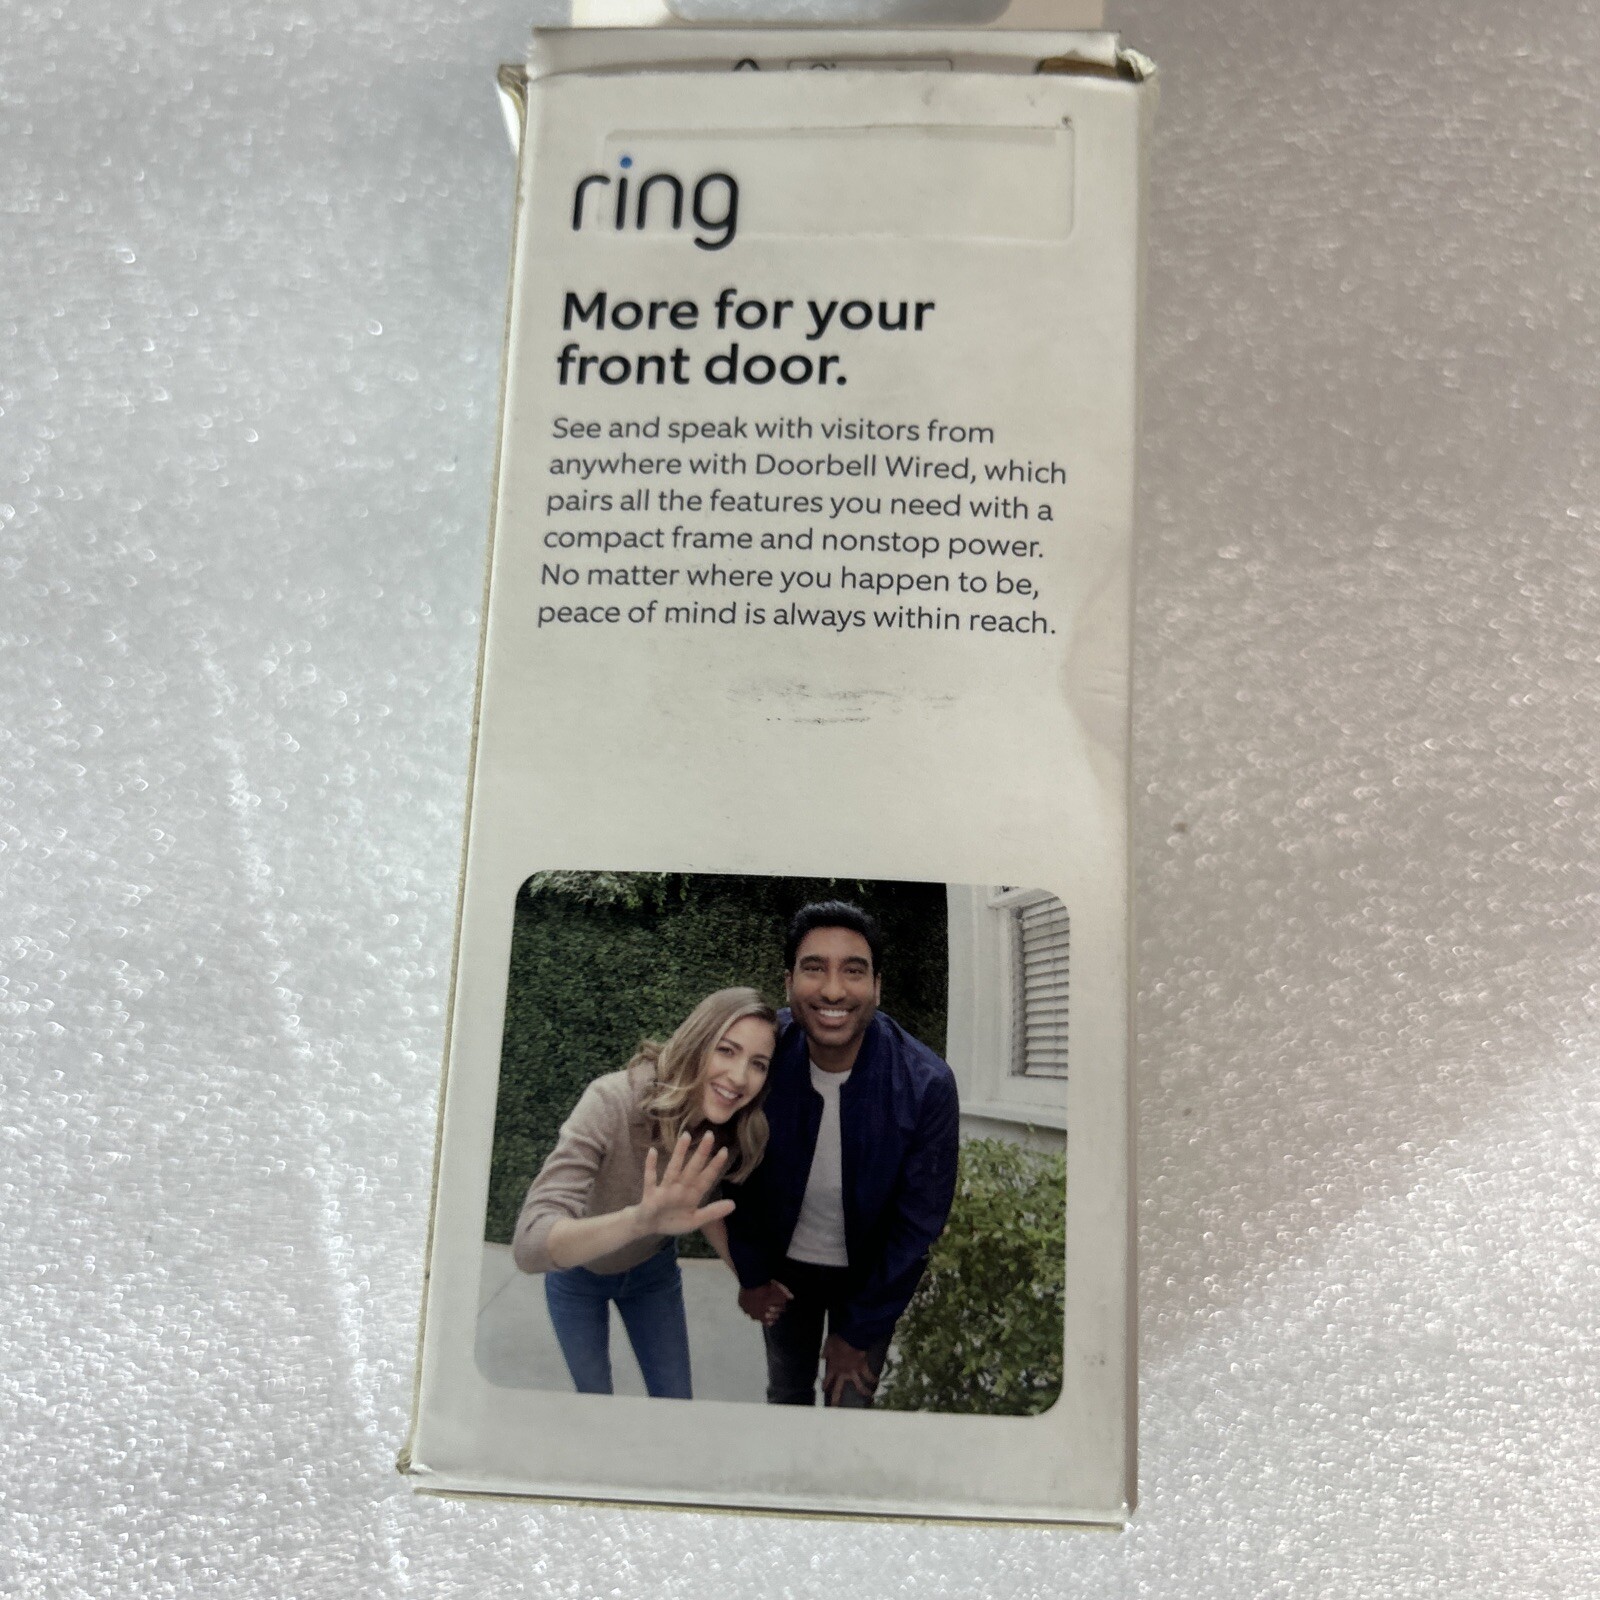 ring
More for your
front door.
See and speak with visitors from
anywhere with Doorbell Wired, which
pairs all the features you need with a
compact frame and nonstop power.
No matter where you happen to be,
peace of mind is always within reach.